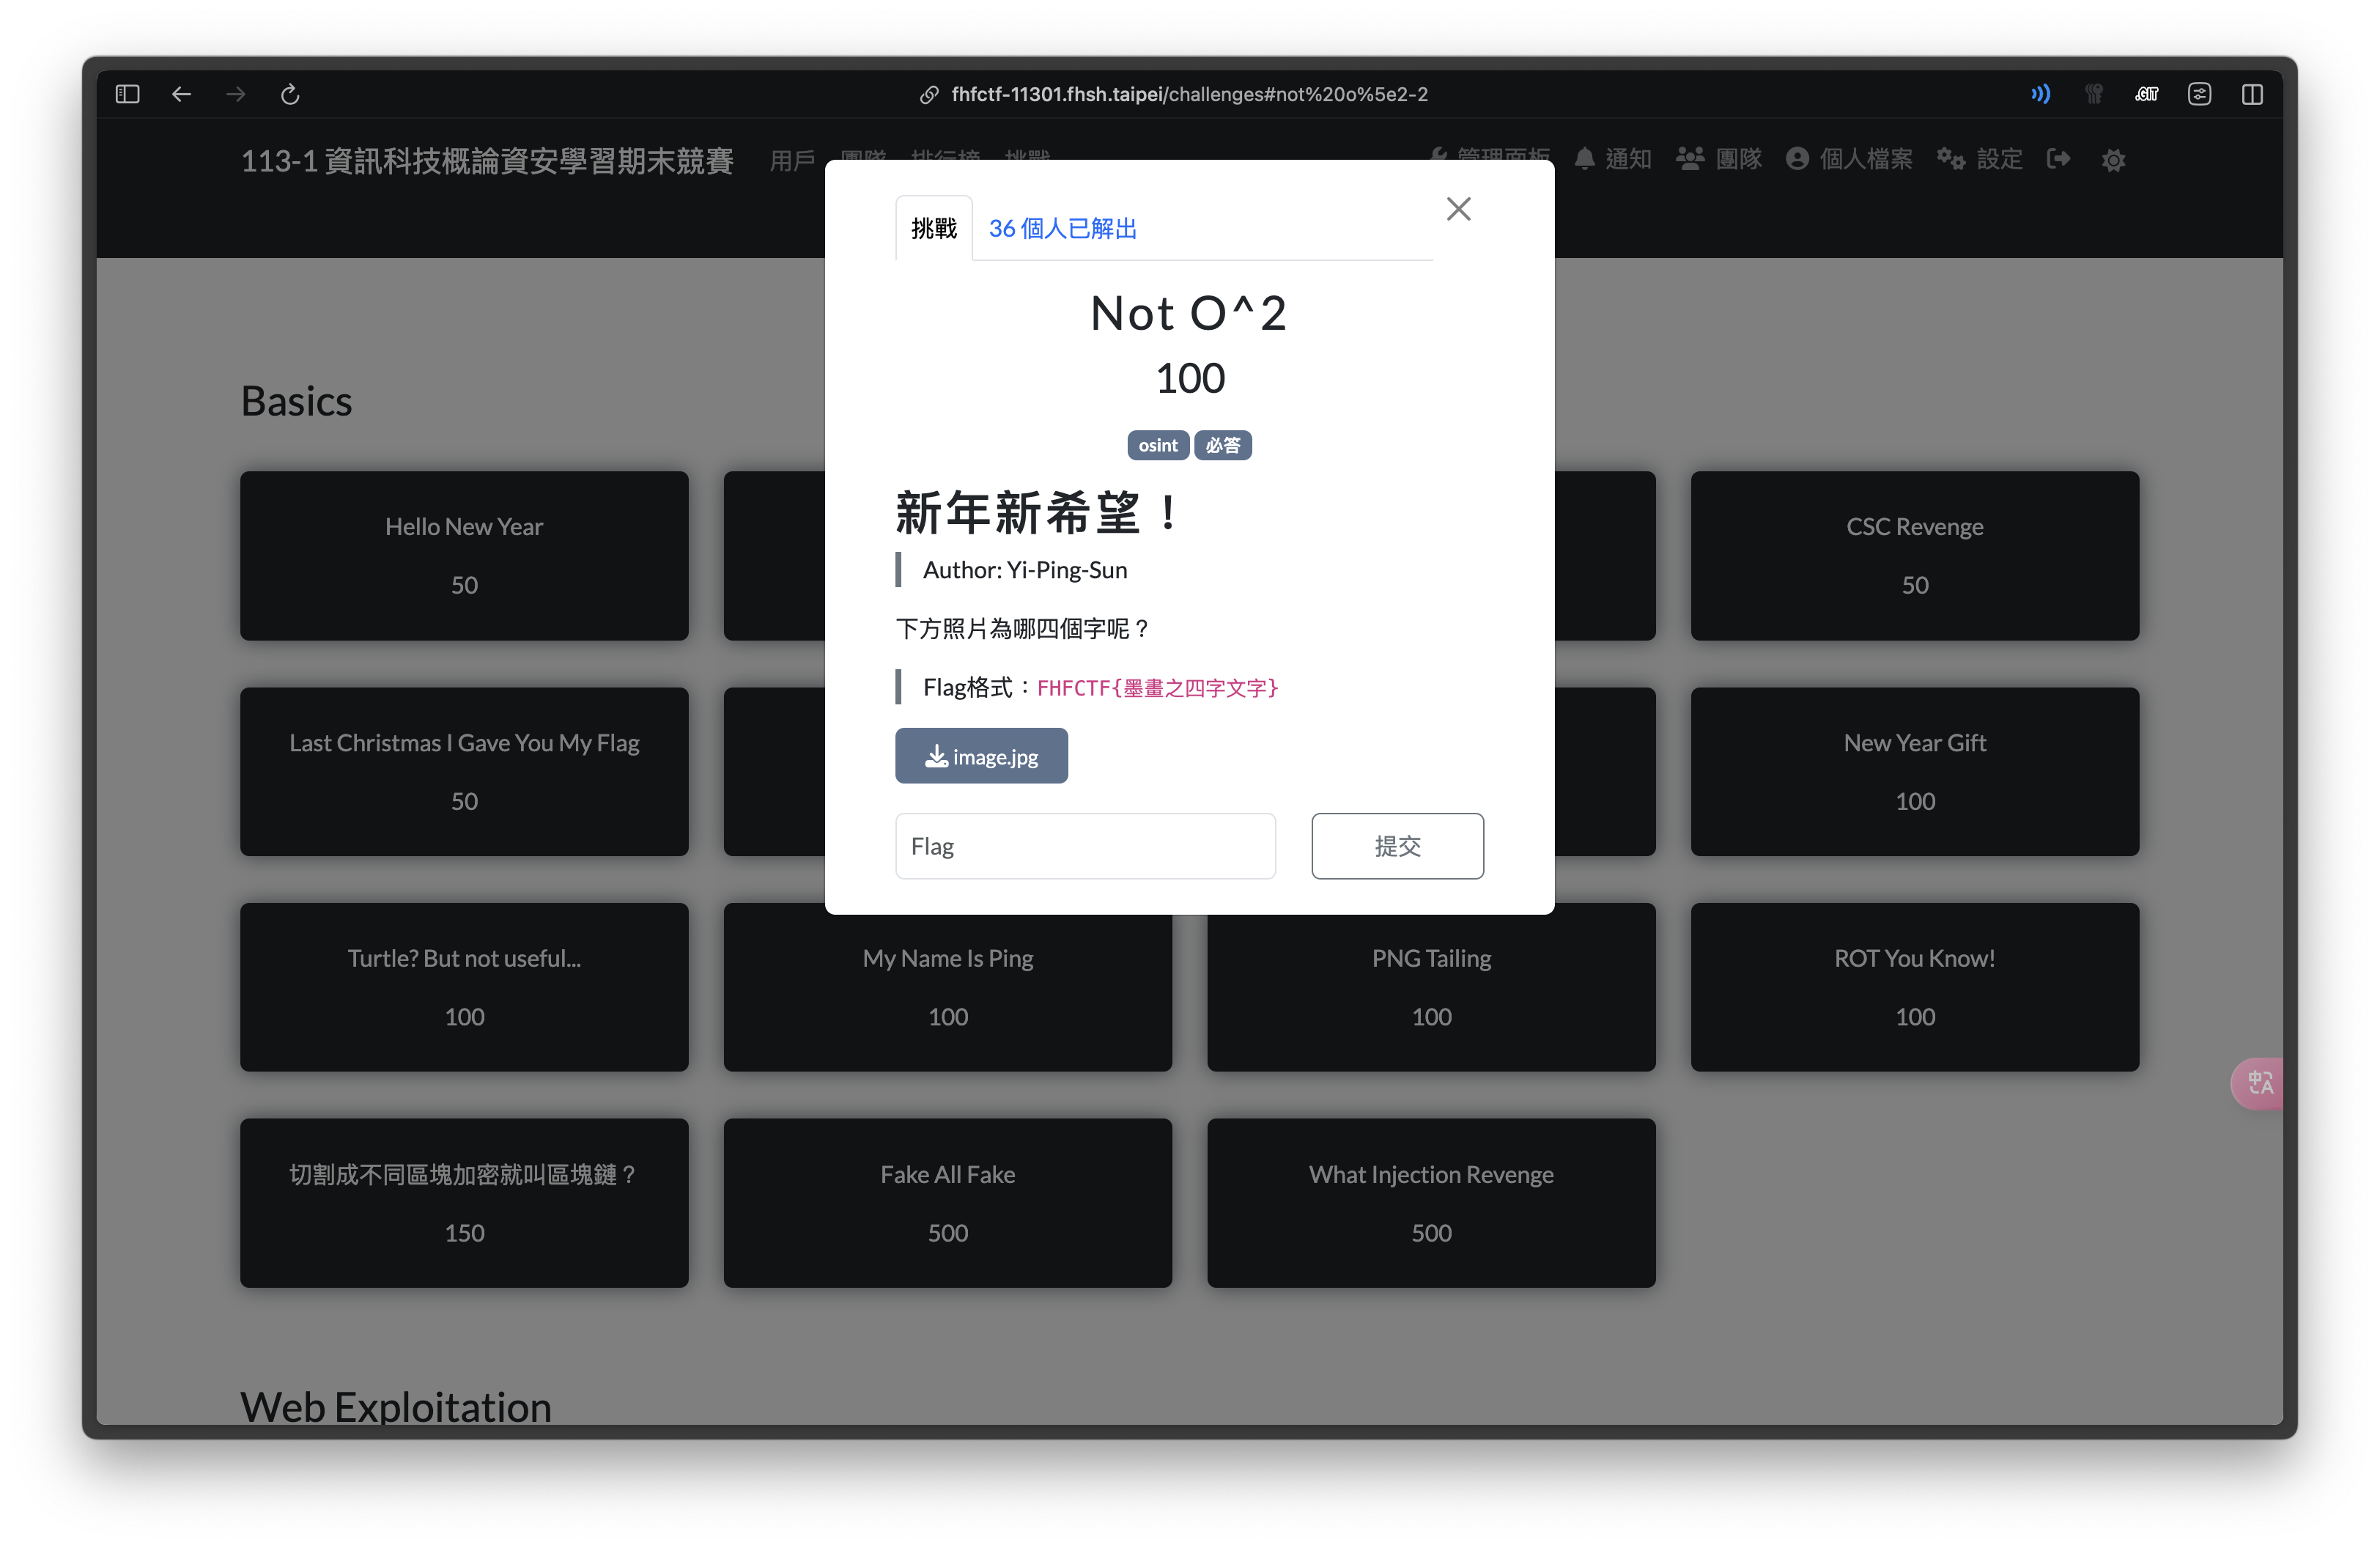 fhfctf-11301.fhsh.taipei/challenges#not%20o%5e2-2
.GIT
113-1 資訊科技概論資安學習期末競賽 用戶 團隊 排行榜 挑戰 管理面板 通知 團隊 個人檔案 設定
挑戰 36 個人已解出
Not O^2
100
osint 必答
新年新希望！
Author: Yi-Ping-Sun
下方照片為哪四個字呢？
Flag格式：FHFCTF{墨畫之四字文字}
image.jpg
Flag 提交
Basics
Hello New Year
50
CSC Revenge
50
Last Christmas I Gave You My Flag
50
New Year Gift
100
Turtle? But not useful...
100
My Name Is Ping
100
PNG Tailing
100
ROT You Know!
100
切割成不同區塊加密就叫區塊鏈？
150
Fake All Fake
500
What Injection Revenge
500
Web Exploitation